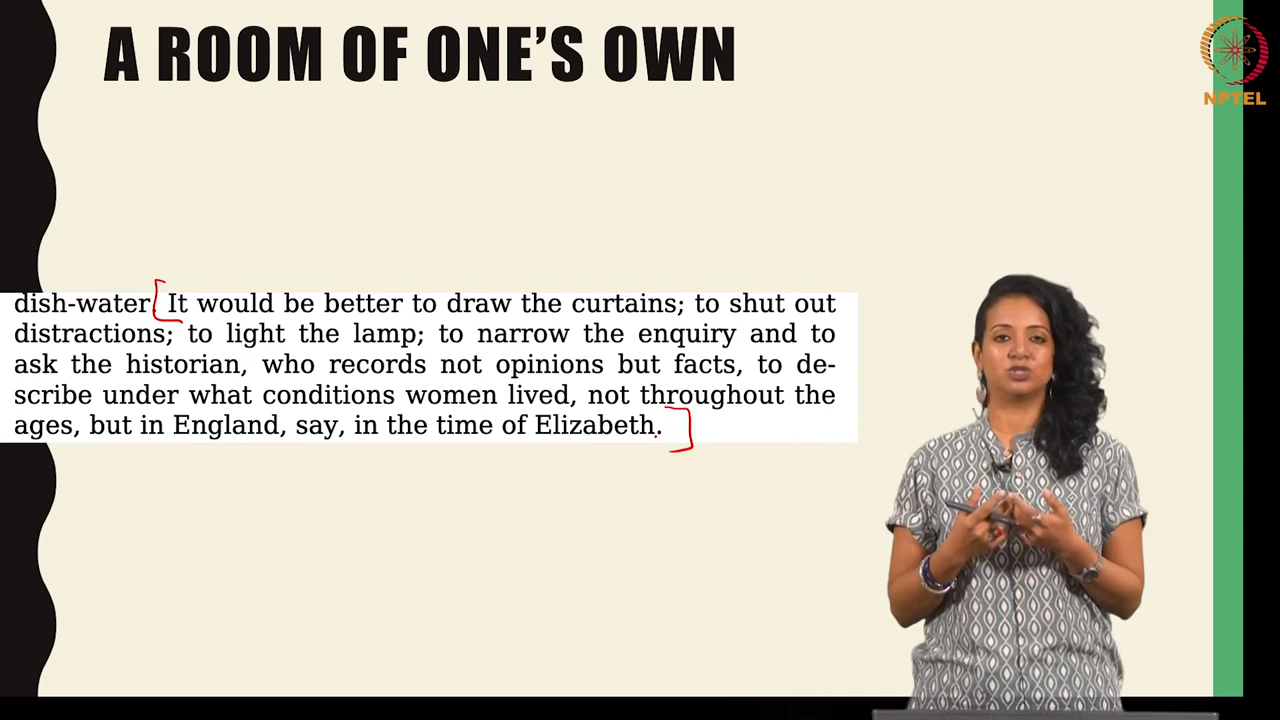 A ROOM OF ONE'S OWN
NPTEL
dish-water. It would be better to draw the curtains; to shut out
distractions; to light the lamp; to narrow the enquiry and to
ask the historian, who records not opinions but facts, to de-
scribe under what conditions women lived, not throughout the
ages, but in England, say, in the time of Elizabeth.